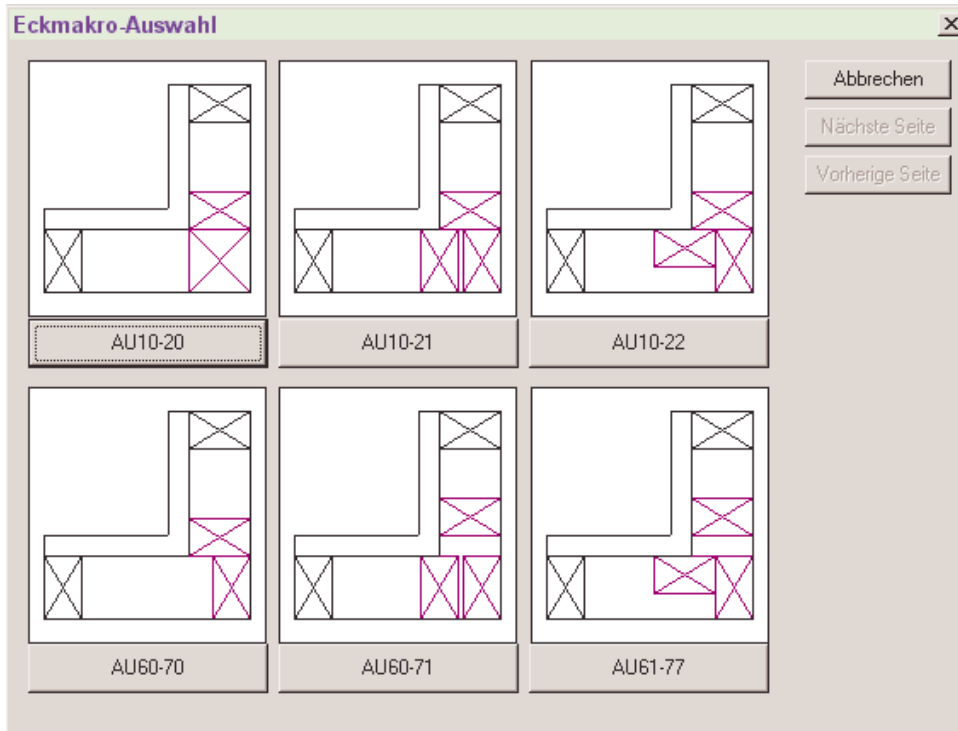 Eckmakro-Auswahl
Abbrechen
Nächste Seite
Vorherige Seite
AU10-20
AU10-21
AU10-22
AU60-70
AU60-71
AU61-77